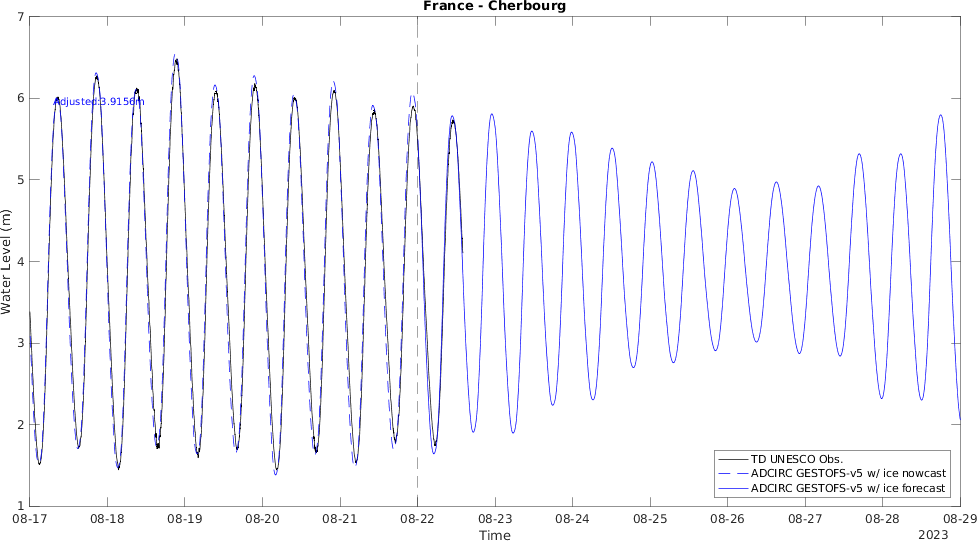 France - Cherbourg
7
6
5
4
3
2
1
Water Level (m)
Adjusted:3.9156m
TD UNESCO Obs.
ADCIRC GESTOFS-v5 w/ ice nowcast
ADCIRC GESTOFS-v5 w/ ice forecast
08-17 08-18 08-19 08-20 08-21 08-22 08-23 08-24 08-25 08-26 08-27 08-28 08-29
Time
2023